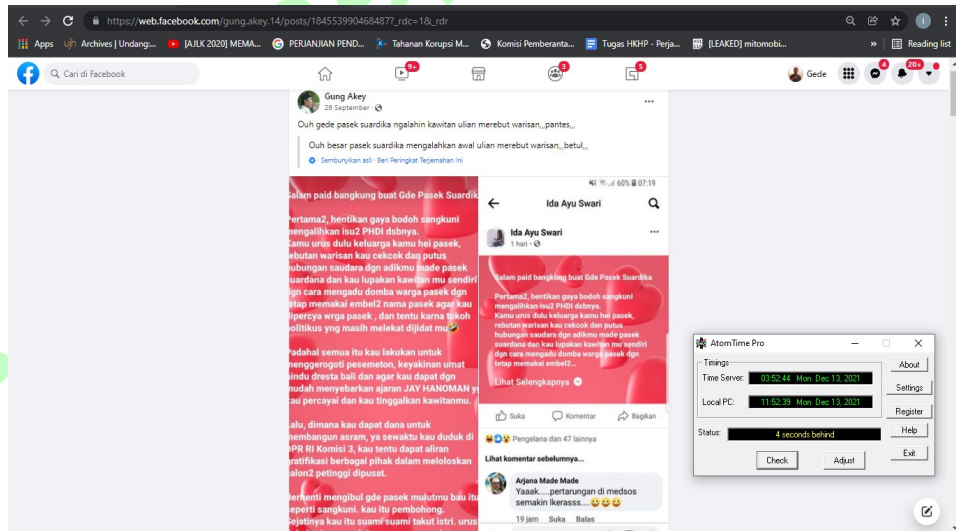 https://web.facebook.com/gung.akey.14/posts/1845539904684877?_rdc=1&_rdr
Apps
Archives | Undang:...
[AJLK 2020] MEMA...
PERJANJIAN PEND...
Tahanan Korupsi M...
Komisi Pemberanta...
Tugas HKHP - Perja...
[LEAKED] mitomobi...
»
Reading list
Cari di Facebook
9+
3
5
Gede
4
20+
Gung Akey
26 September ·
Ouh gede pasek suardika ngalahin kawitan ulian merebut warisan,,,pantes,,,
Ouh besar pasek suardika mengalahkan awal ulian merebut warisan,,,betul,,,
Sembunyikan asli · Beri Peringkat Terjemahan Ini
Salam paid bangkung buat Gde Pasek Suardik
Pertama2, hentikan gaya bodoh sangkuni
mengalihkan isu2 PHDI dsbnya.
Kamu urus dulu keluarga kamu hei pasek,
rebutan warisan kau cekcok dan putus
hubungan saudara dgn adikmu made pasek
suardana dan kau lupakan kawitan mu sendiri
dgn cara mengadu domba warga pasek dgn
tetap memakai embel2 nama pasek agar kau
dipercya wrga pasek , dan tentu karna tokoh
politikus yng masih melekat dijidat mu🤣
Padahal semua itu kau lakukan untuk
menggerogoti pesemeton, keyakinan umat
hindu dresta bali dan agar kau dapat dgn
mudah menyebarkan ajaran JAY HANOMAN y
kau percayai dan kau tinggalkan kawitanmu.
Lalu, dimana kau dapat dana untuk
membangun asram, ya sewaktu kau duduk di
DPR RI Komisi 3, kau tentu dapat aliran
gratifikasi berbagai pihak dalam meloloskan
calon2 petinggi dipusat.
Berhenti mengibul gde pasek mulutmu bau itu
seperti sangkuni. kau itu pembohong.
Sejatinya kau itu suami suami takut istri. urus
60% 07:19
Ida Ayu Swari
Ida Ayu Swari
1 hari ·
Salam paid bangkung buat Gde Pasek Suardika
Pertama2, hentikan gaya bodoh sangkuni
mengalihkan isu2 PHDI dsbnya.
Kamu urus dulu keluarga kamu hei pasek,
rebutan warisan kau cekcok dan putus
hubungan saudara dgn adikmu made pasek
suardana dan kau lupakan kawitan mu sendiri
dgn cara mengadu domba warga pasek dgn
tetap memakai embel2...
Lihat Selengkapnya
Suka
Komentar
Bagikan
Pengelana dan 47 lainnya
Lihat komentar sebelumnya...
Arjana Made Made
Yaaak.....pertarungan di medsos
semakin lkerasss....😀😀😀
19 jam Suka Balas
AtomTime Pro
Timings
Time Server: 03:52:44 Mon Dec 13, 2021
Local PC: 11:52:39 Mon Dec 13, 2021
Status: 4 seconds behind
Check
Adjust
About
Settings
Register
Help
Exit